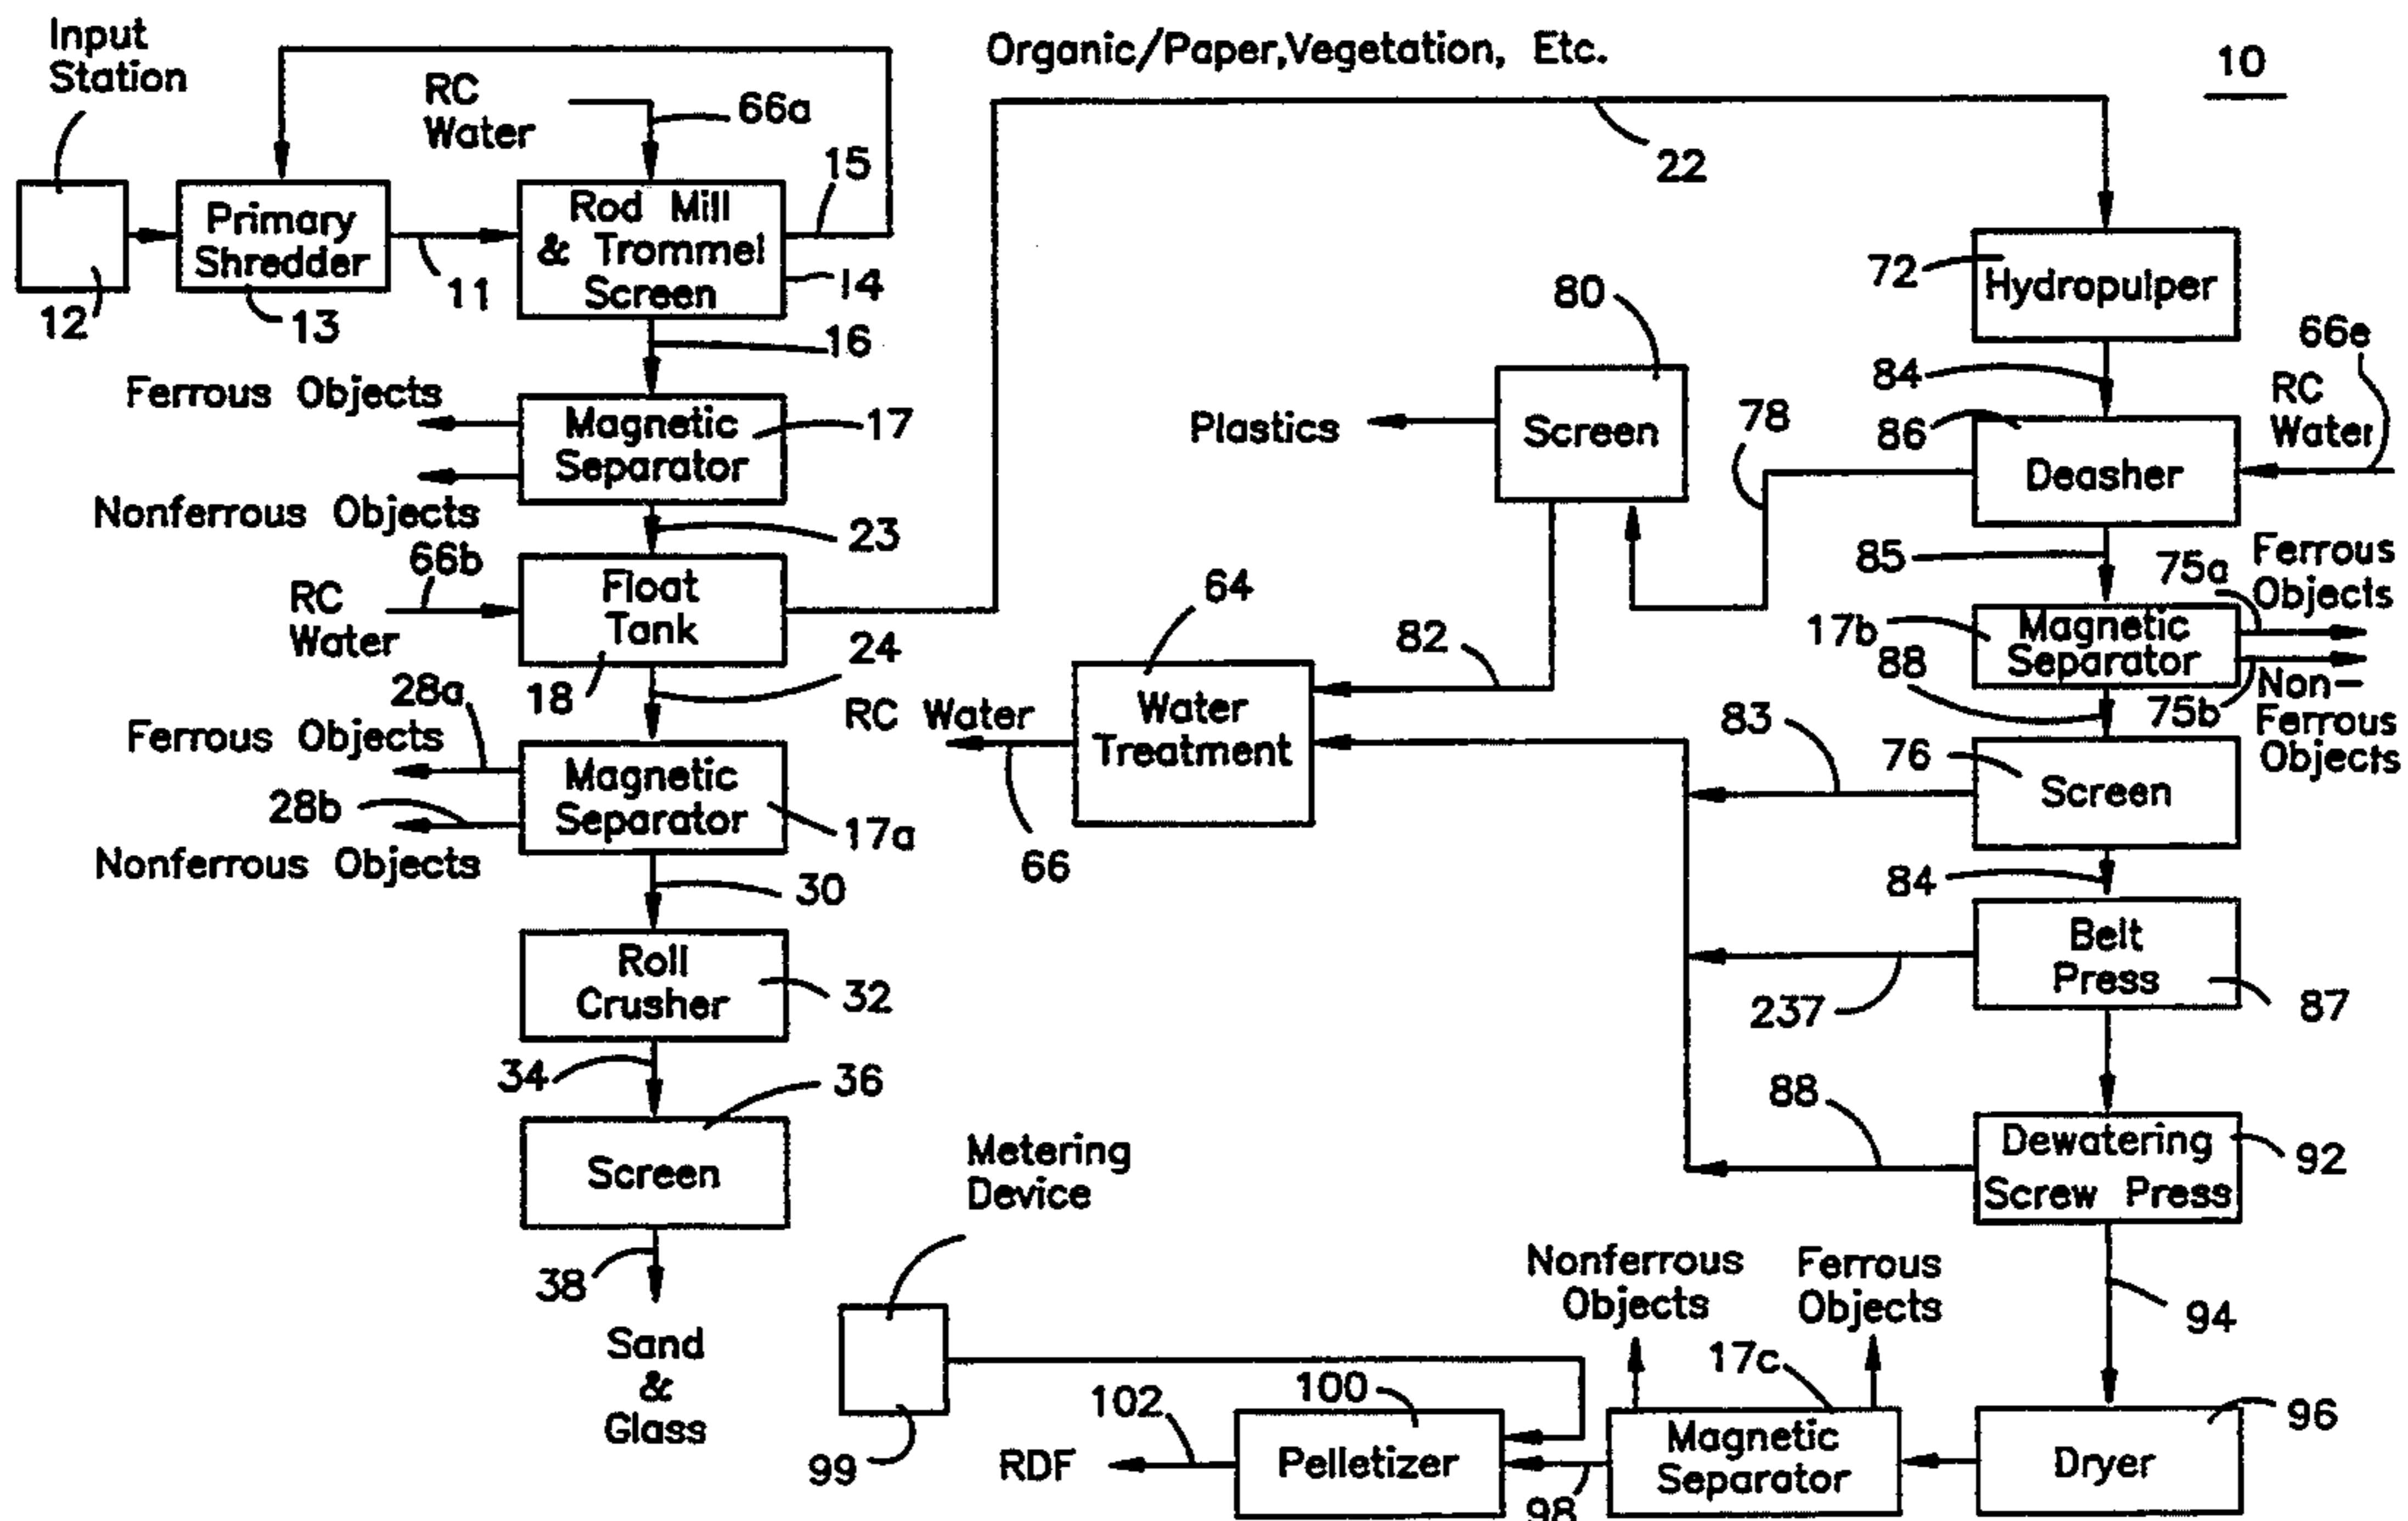 Input
Station
RC
Water
66a
Organic/Paper,Vegetation, Etc.
10
15
22
Primary
Shredder
Rod Mill
& Trommel
Screen
12
13
11
14
16
72
Hydropulper
80
84
66e
RC
Water
Ferrous Objects
Magnetic
Separator
17
Nonferrous Objects
23
Plastics
Screen
78
86
Deasher
66b
RC
Water
Float
Tank
18
24
64
82
85
75a
Ferrous
Objects
17b
Magnetic
Separator
88
75b
Non-
Ferrous
Objects
28a
Ferrous Objects
28b
Nonferrous Objects
Magnetic
Separator
17a
RC Water
66
Water
Treatment
83
76
Screen
30
84
Roll
Crusher
32
Belt
Press
87
237
34
36
Screen
88
Dewatering
Screw Press
92
38
Sand
&
Glass
Metering
Device
99
Nonferrous
Objects
Ferrous
Objects
94
17c
100
102
RDF
Pelletizer
98
Magnetic
Separator
Dryer
96